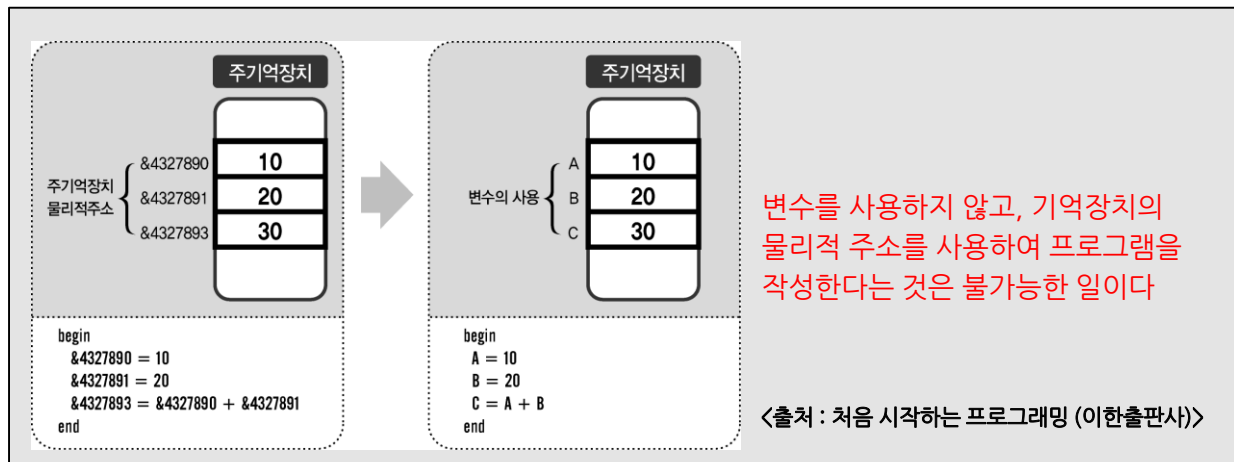 주기억장치
&4327890
10
주기억장치
물리적주소
&4327891
20
&4327893
30
begin
&4327890 = 10
&4327891 = 20
&4327893 = &4327890 + &4327891
end
주기억장치
A
10
변수의 사용
B
20
C
30
begin
A = 10
B = 20
C = A + B
end
변수를 사용하지 않고, 기억장치의
물리적 주소를 사용하여 프로그램을
작성한다는 것은 불가능한 일이다
<출처 : 처음 시작하는 프로그래밍 (이한출판사)>